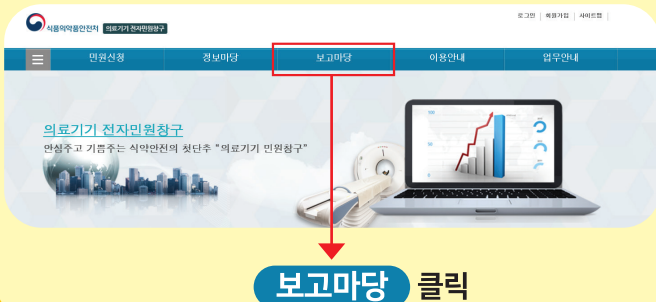 로그인 | 회원가입 | 사이트맵 |
식품의약품안전처 의료기기 전자민원창구
민원신청 정보마당 보고마당 이용안내 업무안내
의료기기 전자민원창구
안심주고 기쁨주는 식약안전의 첫단추 "의료기기 민원창구"
보고마당 클릭